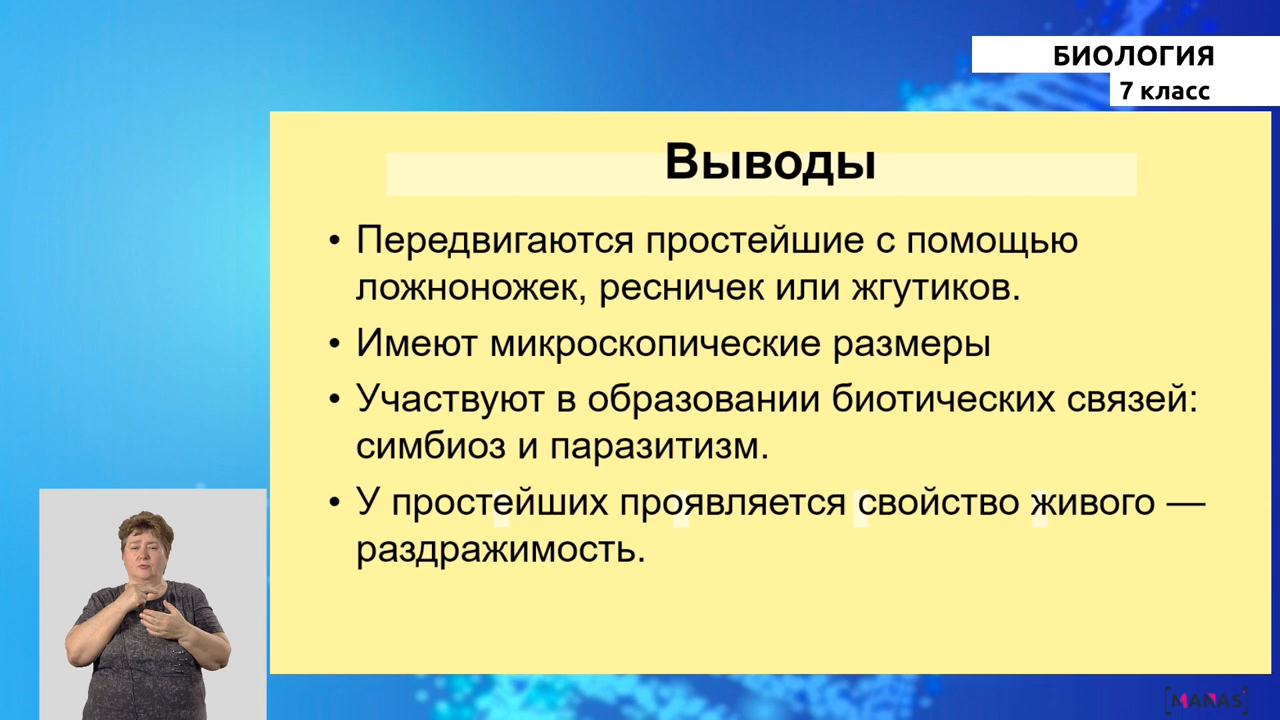 БИОЛОГИЯ
7 класс
Выводы
• Передвигаются простейшие с помощью
ложноножек, ресничек или жгутиков.
• Имеют микроскопические размеры
• Участвуют в образовании биотических связей:
симбиоз и паразитизм.
• У простейших проявляется свойство живого —
раздражимость.
[MANAS]